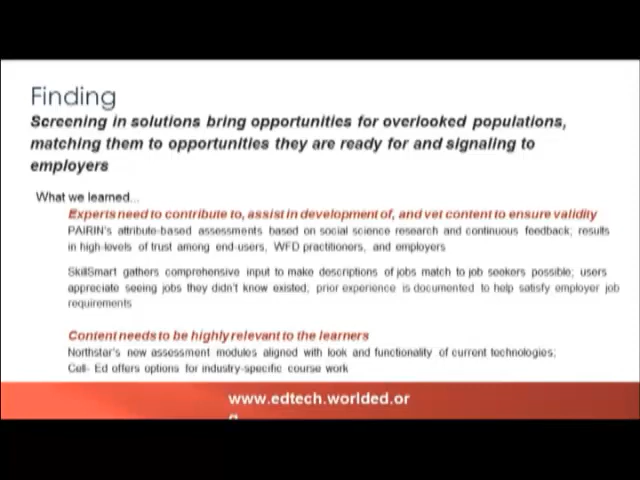 Finding
Screening in solutions bring opportunities for overlooked populations,
matching them to opportunities they are ready for and signaling to
employers
What we learned...
Experts need to contribute to, assist in development of, and vet content to ensure validity
PAIRIN's attribute-based assessments based on social science research and continuous feedback; results
in high-levels of trust among end-users, WFD practitioners, and employers
SkillSmart gathers comprehensive input to make descriptions of jobs match to job seekers possible; users
appreciate seeing jobs they didn't know existed; prior experience is documented to help satisfy employer job
requirements
Content needs to be highly relevant to the learners
Northstar's new assessment modules aligned with look and functionality of current technologies;
Cell- Ed offers options for industry-specific course work
www.edtech.worlded.or
g